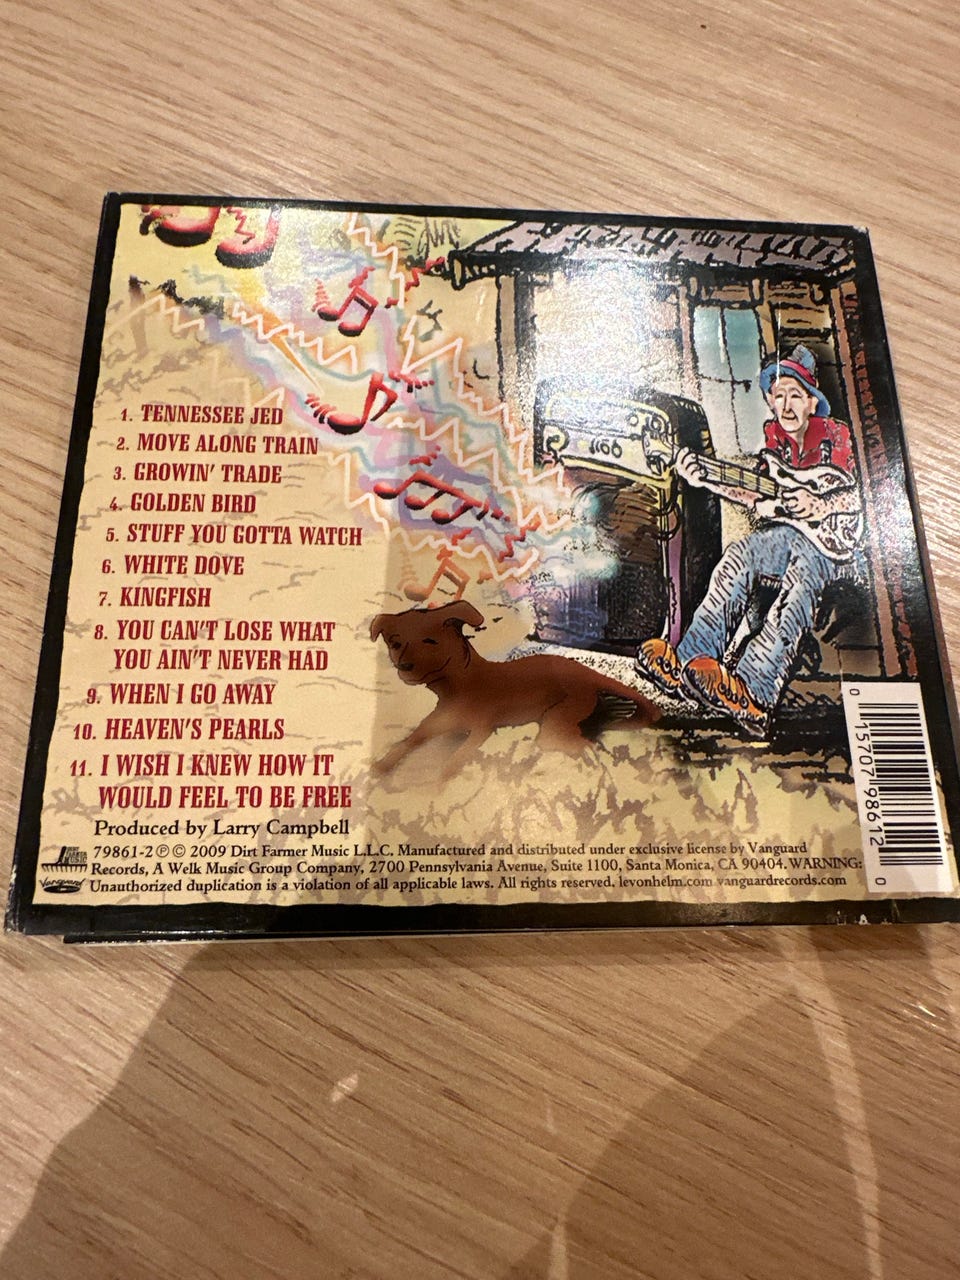 1. TENNESSEE JED
2. MOVE ALONG TRAIN
3. GROWIN' TRADE
4. GOLDEN BIRD
5. STUFF YOU GOTTA WATCH
6. WHITE DOVE
7. KINGFISH
8. YOU CAN'T LOSE WHAT
YOU AIN'T NEVER HAD
9. WHEN I GO AWAY
10. HEAVEN'S PEARLS
11. I WISH I KNEW HOW IT
WOULD FEEL TO BE FREE
Produced by Larry Campbell
79861-2 ℗ © 2009 Dirt Farmer Music L.L.C. Manufactured and distributed under exclusive license by Vanguard
Records, A Welk Music Group Company, 2700 Pennsylvania Avenue, Suite 1100, Santa Monica, CA 90404. WARNING:
Unauthorized duplication is a violation of all applicable laws. All rights reserved. levonhelm.com vanguardrecords.com
Vanguard
0 15707 98612 0